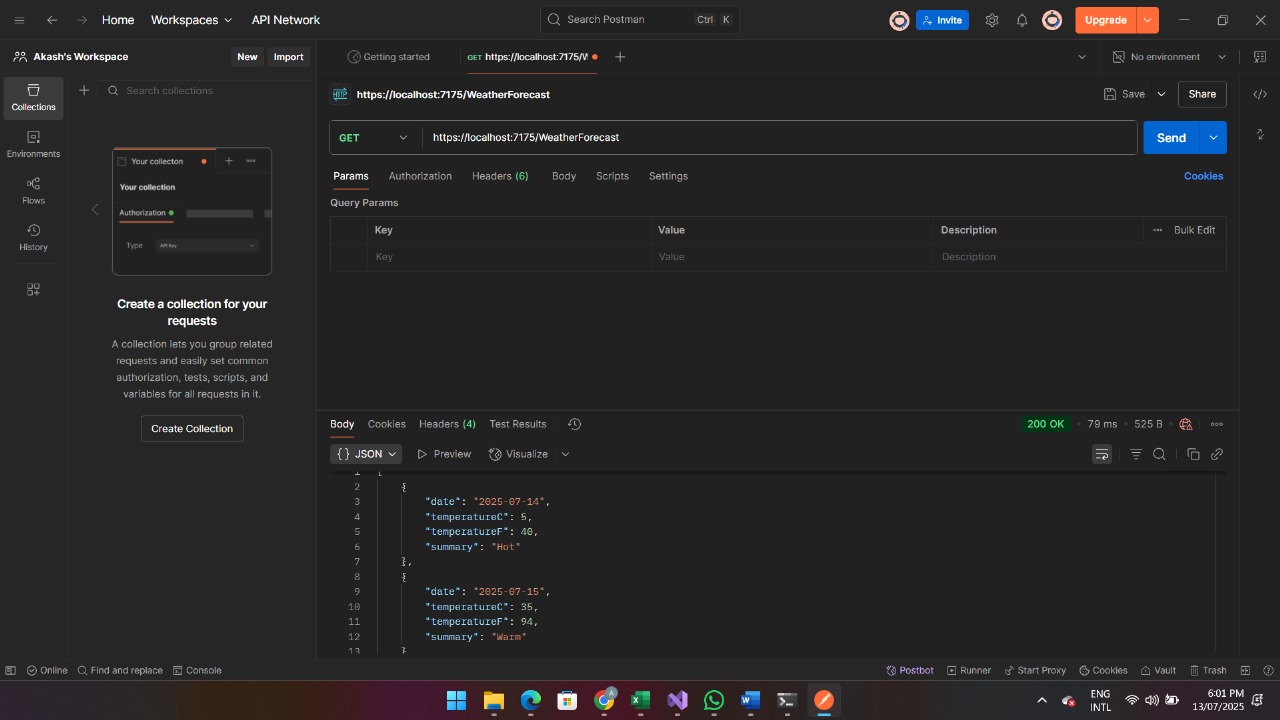 Home Workspaces API Network Search Postman Ctrl K Invite Upgrade
Akash's Workspace New Import
Getting started GET https://localhost:7175/W No environment
Collections
Environments
Flows
History
Search collections
Your collecton
Your collection
Authorization
Type API Key
Create a collection for your
requests
A collection lets you group related
requests and easily set common
authorization, tests, scripts, and
variables for all requests in it.
Create Collection
HTTP https://localhost:7175/WeatherForecast Save Share
GET https://localhost:7175/WeatherForecast Send
Params Authorization Headers (6) Body Scripts Settings Cookies
Query Params
Key Value Description Bulk Edit
Key Value Description
Body Cookies Headers (4) Test Results 200 OK • 79 ms • 525 B
{} JSON Preview Visualize
1 [
2 {
3 "date": "2025-07-14",
4 "temperatureC": 5,
5 "temperatureF": 40,
6 "summary": "Hot"
7 },
8 {
9 "date": "2025-07-15",
10 "temperatureC": 35,
11 "temperatureF": 94,
12 "summary": "Warm"
13 }
Online Find and replace Console Postbot Runner Start Proxy Cookies Vault Trash
ENG
INTL
6:01 PM
13/07/2025